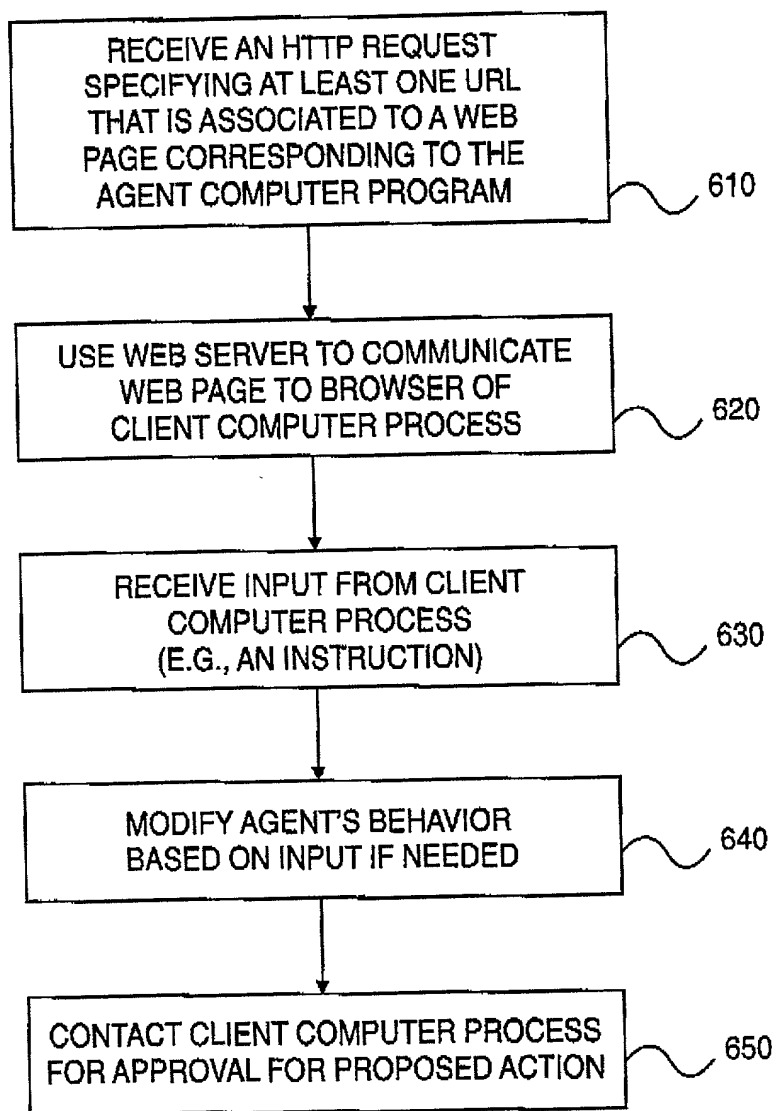 RECEIVE AN HTTP REQUEST
SPECIFYING AT LEAST ONE URL
THAT IS ASSOCIATED TO A WEB
PAGE CORRESPONDING TO THE
AGENT COMPUTER PROGRAM
610
USE WEB SERVER TO COMMUNICATE
WEB PAGE TO BROWSER OF
CLIENT COMPUTER PROCESS
620
RECEIVE INPUT FROM CLIENT
COMPUTER PROCESS
(E.G., AN INSTRUCTION)
630
MODIFY AGENT'S BEHAVIOR
BASED ON INPUT IF NEEDED
640
CONTACT CLIENT COMPUTER PROCESS
FOR APPROVAL FOR PROPOSED ACTION
650